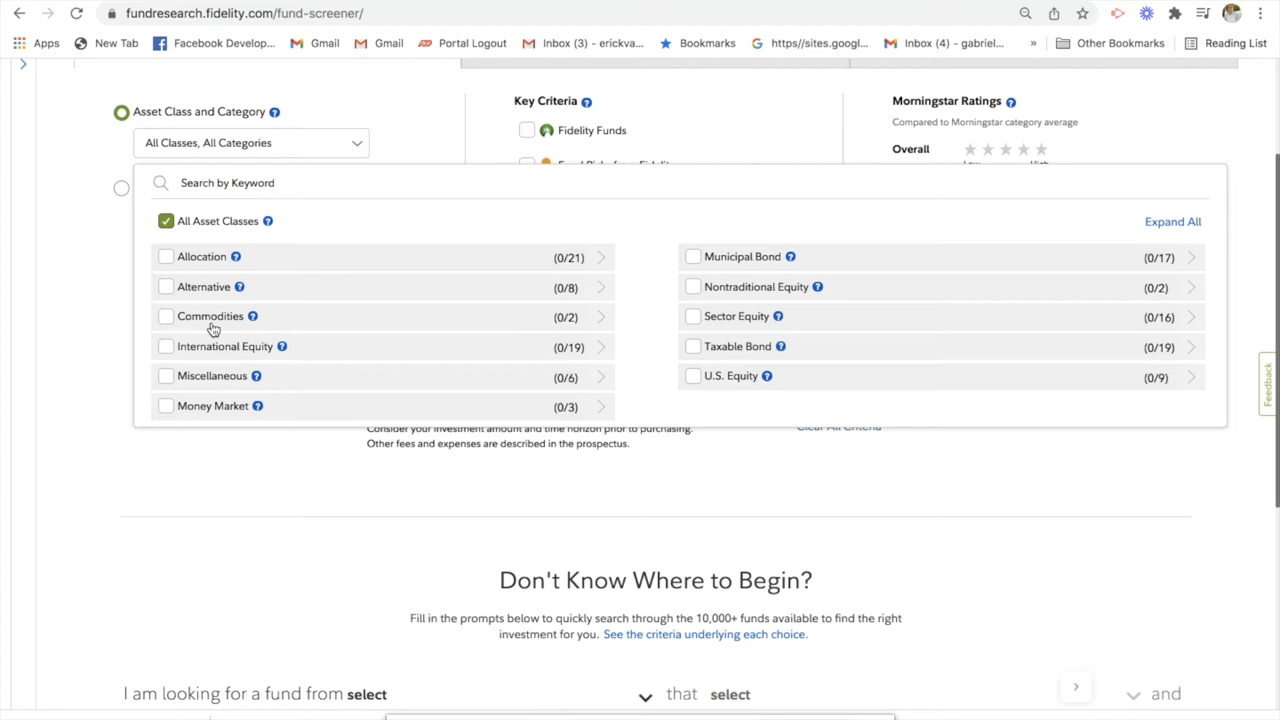 fundresearch.fidelity.com/fund-screener/
Apps New Tab Facebook Develop... Gmail Gmail Portal Logout Inbox (3) - erickva... Bookmarks https//sites.googl... Inbox (4) - gabriel... » Other Bookmarks Reading List
Asset Class and Category ?
All Classes, All Categories
Key Criteria ?
Fidelity Funds
Morningstar Ratings ?
Compared to Morningstar category average
Overall
Low High
Search by Keyword
All Asset Classes ? Expand All
Allocation ? (0/21)
Alternative ? (0/8)
Commodities ? (0/2)
International Equity ? (0/19)
Miscellaneous ? (0/6)
Money Market ? (0/3)
Municipal Bond ? (0/17)
Nontraditional Equity ? (0/2)
Sector Equity ? (0/16)
Taxable Bond ? (0/19)
U.S. Equity ? (0/9)
Feedback
Consider your investment amount and time horizon prior to purchasing.
Other fees and expenses are described in the prospectus.
Clear All Criteria
Don't Know Where to Begin?
Fill in the prompts below to quickly search through the 10,000+ funds available to find the right
investment for you. See the criteria underlying each choice.
I am looking for a fund from select that select and